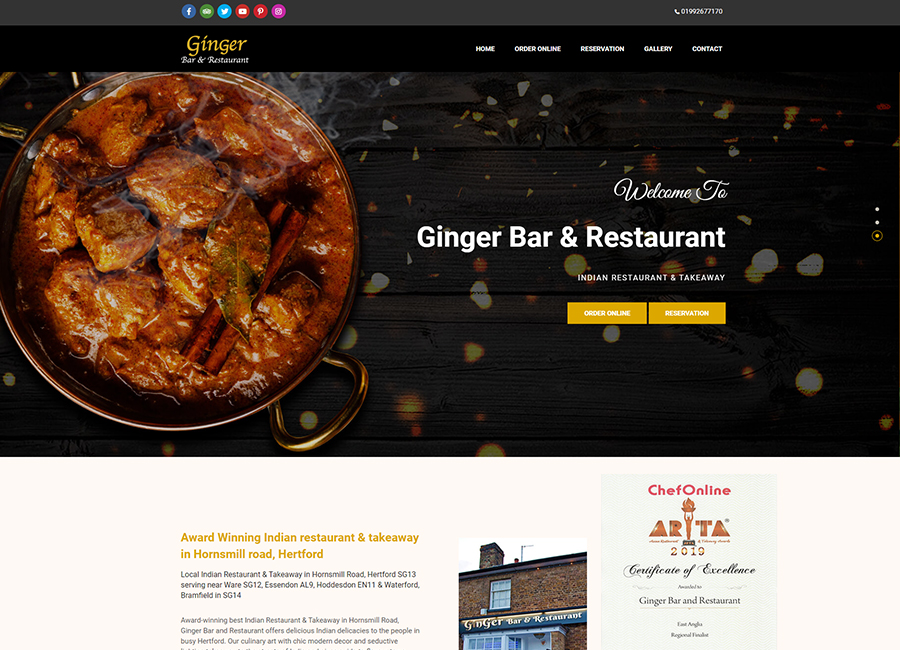 01992677170
Ginger
Bar & Restaurant
HOME ORDER ONLINE RESERVATION GALLERY CONTACT
Welcome To
Ginger Bar & Restaurant
INDIAN RESTAURANT & TAKEAWAY
ORDER ONLINE RESERVATION
Award Winning Indian restaurant & takeaway
in Hornsmill road, Hertford
Local Indian Restaurant & Takeaway in Hornsmill Road, Hertford SG13
serving near Ware SG12, Essendon AL9, Hoddesdon EN11 & Waterford,
Bramfield in SG14
Award-winning best Indian Restaurant & Takeaway in Hornsmill Road,
Ginger Bar and Restaurant offers delicious Indian delicacies to the people in
busy Hertford. Our culinary art with chic modern decor and seductive
GinGer Bar & Restaurant
ChefOnline
ARTA
Asian Restaurant & Takeaway Awards
2019
Certificate of Excellence
Awarded to
Ginger Bar and Restaurant
East Anglia
Regional Finalist